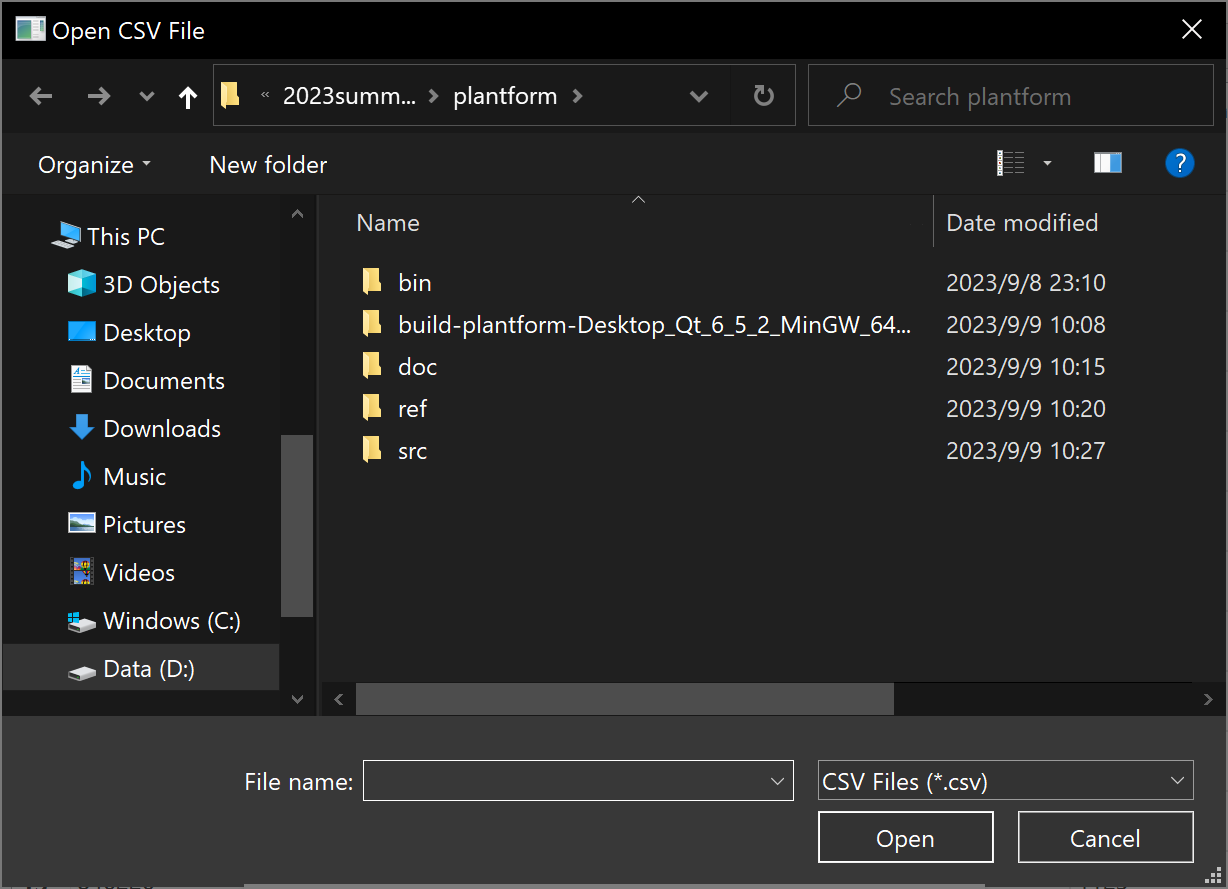 Open CSV File
« 2023summ... > plantform >
Search plantform
Organize
New folder
?
Name
Date modified
This PC
3D Objects
Desktop
Documents
Downloads
Music
Pictures
Videos
Windows (C:)
Data (D:)
bin 2023/9/8 23:10
build-plantform-Desktop_Qt_6_5_2_MinGW_64... 2023/9/9 10:08
doc 2023/9/9 10:15
ref 2023/9/9 10:20
src 2023/9/9 10:27
File name:
CSV Files (*.csv)
Open
Cancel